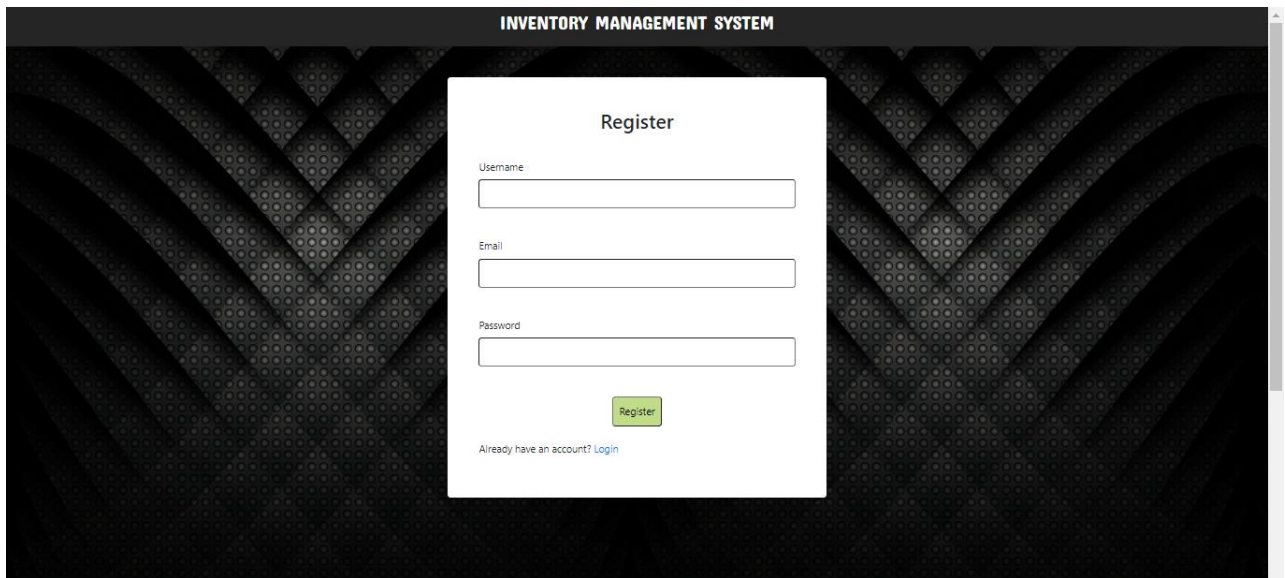 INVENTORY MANAGEMENT SYSTEM
Register
Username
Email
Password
Register
Already have an account? Login